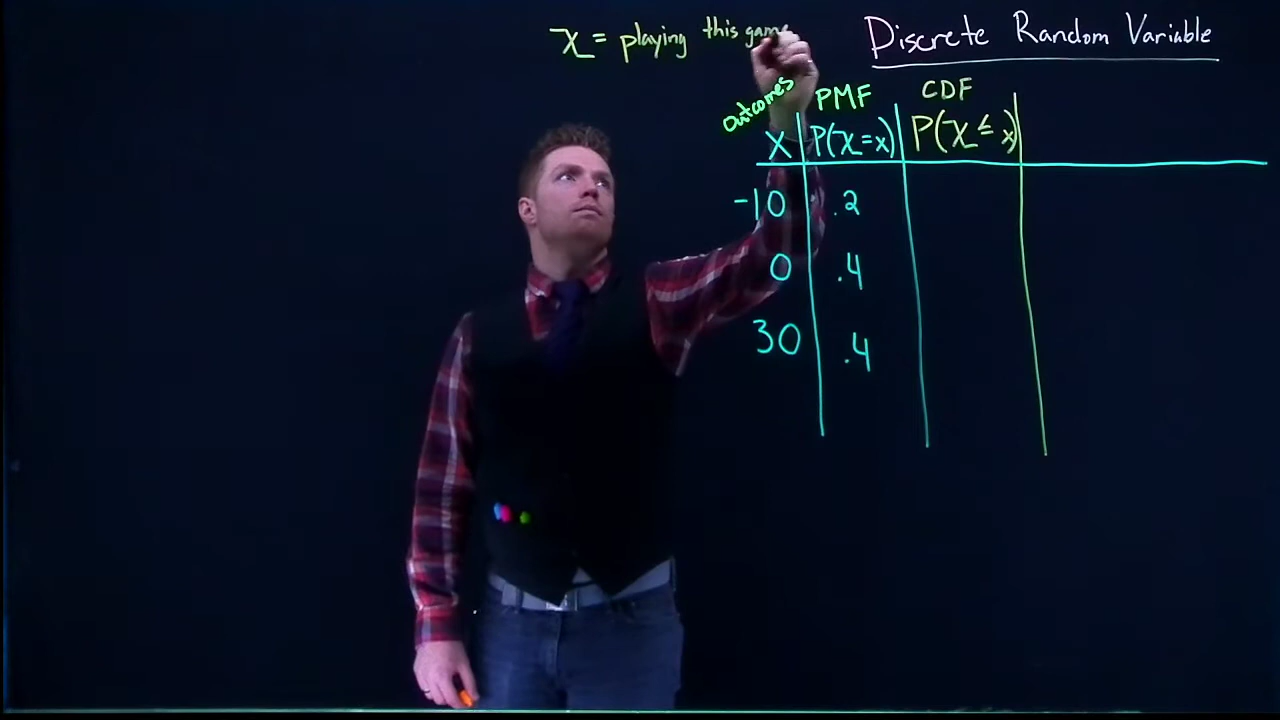 X = playing this game
Discrete Random Variable
outcomes PMF CDF
x P(X=x) P(X≤x)
-10 .2
0 .4
30 .4